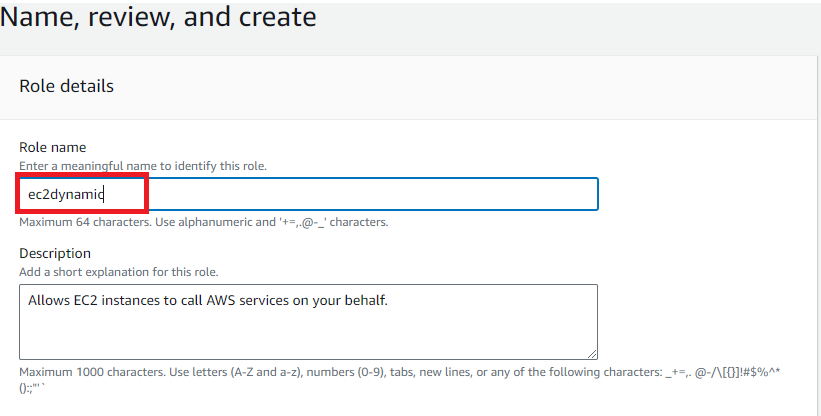 Name, review, and create
Role details
Role name
Enter a meaningful name to identify this role.
ec2dynamic
Maximum 64 characters. Use alphanumeric and '+=,.@-_' characters.
Description
Add a short explanation for this role.
Allows EC2 instances to call AWS services on your behalf.
Maximum 1000 characters. Use letters (A-Z and a-z), numbers (0-9), tabs, new lines, or any of the following characters: _+=,. @-/\[{}]!#$%^*
();:;"'`